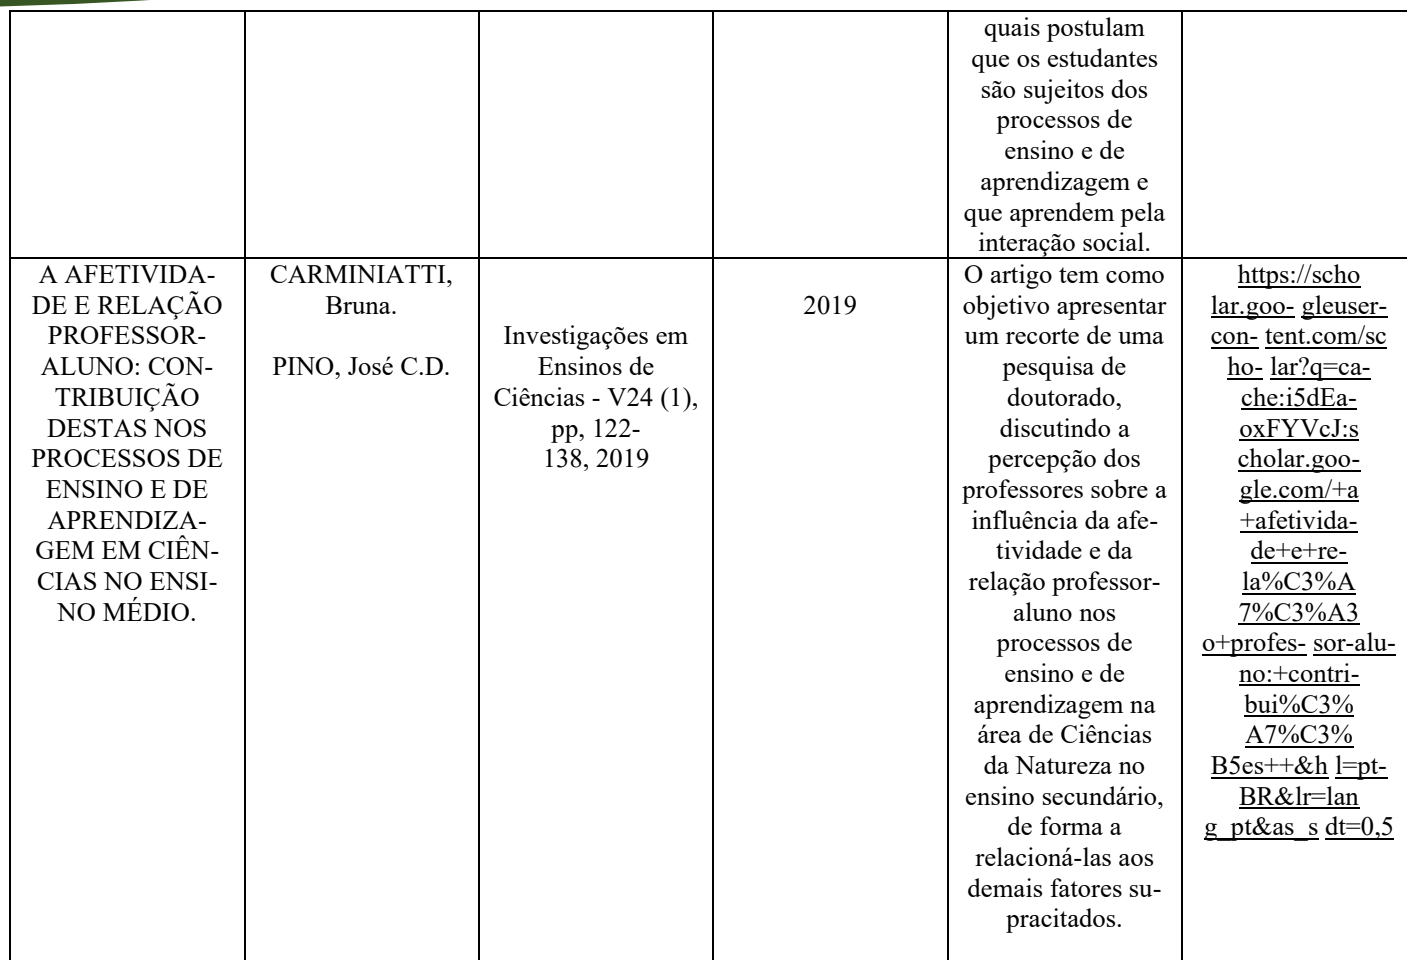 quais postulam
que os estudantes
são sujeitos dos
processos de
ensino e de
aprendizagem e
que aprendem pela
interação social.
A AFETIVIDA-
DE E RELAÇÃO
PROFESSOR-
ALUNO: CON-
TRIBUIÇÃO
DESTAS NOS
PROCESSOS DE
ENSINO E DE
APRENDIZA-
GEM EM CIÊN-
CIAS NO ENSI-
NO MÉDIO.
CARMINIATTI,
Bruna.
PINO, José C.D.
Investigações em
Ensinos de
Ciências - V24 (1),
pp, 122-
138, 2019
2019
O artigo tem como
objetivo apresentar
um recorte de uma
pesquisa de
doutorado,
discutindo a
percepção dos
professores sobre a
influência da afe-
tividade e da
relação professor-
aluno nos
processos de
ensino e de
aprendizagem na
área de Ciências
da Natureza no
ensino secundário,
de forma a
relacioná-las aos
demais fatores su-
pracitados.
https://scho
lar.goo- gleuser-
con- tent.com/sc
ho- lar?q=ca-
che:i5dEa-
oxFYVcJ:s
cholar.goo-
gle.com/+a
+afetivida-
de+e+re-
la%C3%A
7%C3%A3
o+profes- sor-alu-
no:+contri-
bui%C3%
A7%C3%
B5es++&h l=pt-
BR&lr=lan
g_pt&as_s dt=0,5